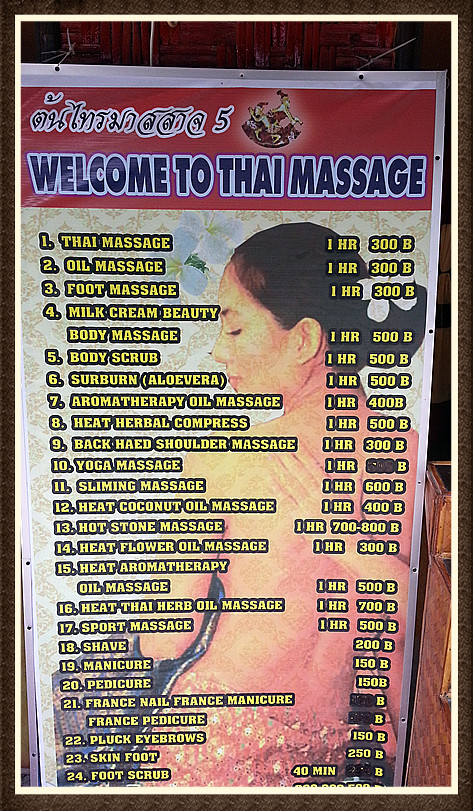 ต้นไทรมาสสาจ 5
WELCOME TO THAI MASSAGE
1. THAI MASSAGE 1 HR 300 B
2. OIL MASSAGE 1 HR 300 B
3. FOOT MASSAGE 1 HR 300 B
4. MILK CREAM BEAUTY
BODY MASSAGE 1 HR 500 B
5. BODY SCRUB 1 HR 500 B
6. SURBURN (ALOEVERA) 1 HR 500 B
7. AROMATHERAPY OIL MASSAGE 1 HR 400B
8. HEAT HERBAL COMPRESS 1 HR 500 B
9. BACK HAED SHOULDER MASSAGE 1 HR 300 B
10. YOGA MASSAGE 1 HR B
11. SLIMING MASSAGE 1 HR 600 B
12. HEAT COCONUT OIL MASSAGE 1 HR 400 B
13. HOT STONE MASSAGE 1 HR 700-800 B
14. HEAT FLOWER OIL MASSAGE 1 HR 300 B
15. HEAT AROMATHERAPY
OIL MASSAGE 1 HR 500 B
16. HEAT THAI HERB OIL MASSAGE 1 HR 700 B
17. SPORT MASSAGE 1 HR 500 B
18. SHAVE 200 B
19. MANICURE 150 B
20. PEDICURE 150B
21. FRANCE NAIL FRANCE MANICURE B
FRANCE PEDICURE B
22. PLUCK EYEBROWS 150 B
23. SKIN FOOT 250 B
24. FOOT SCRUB 40 MIN B